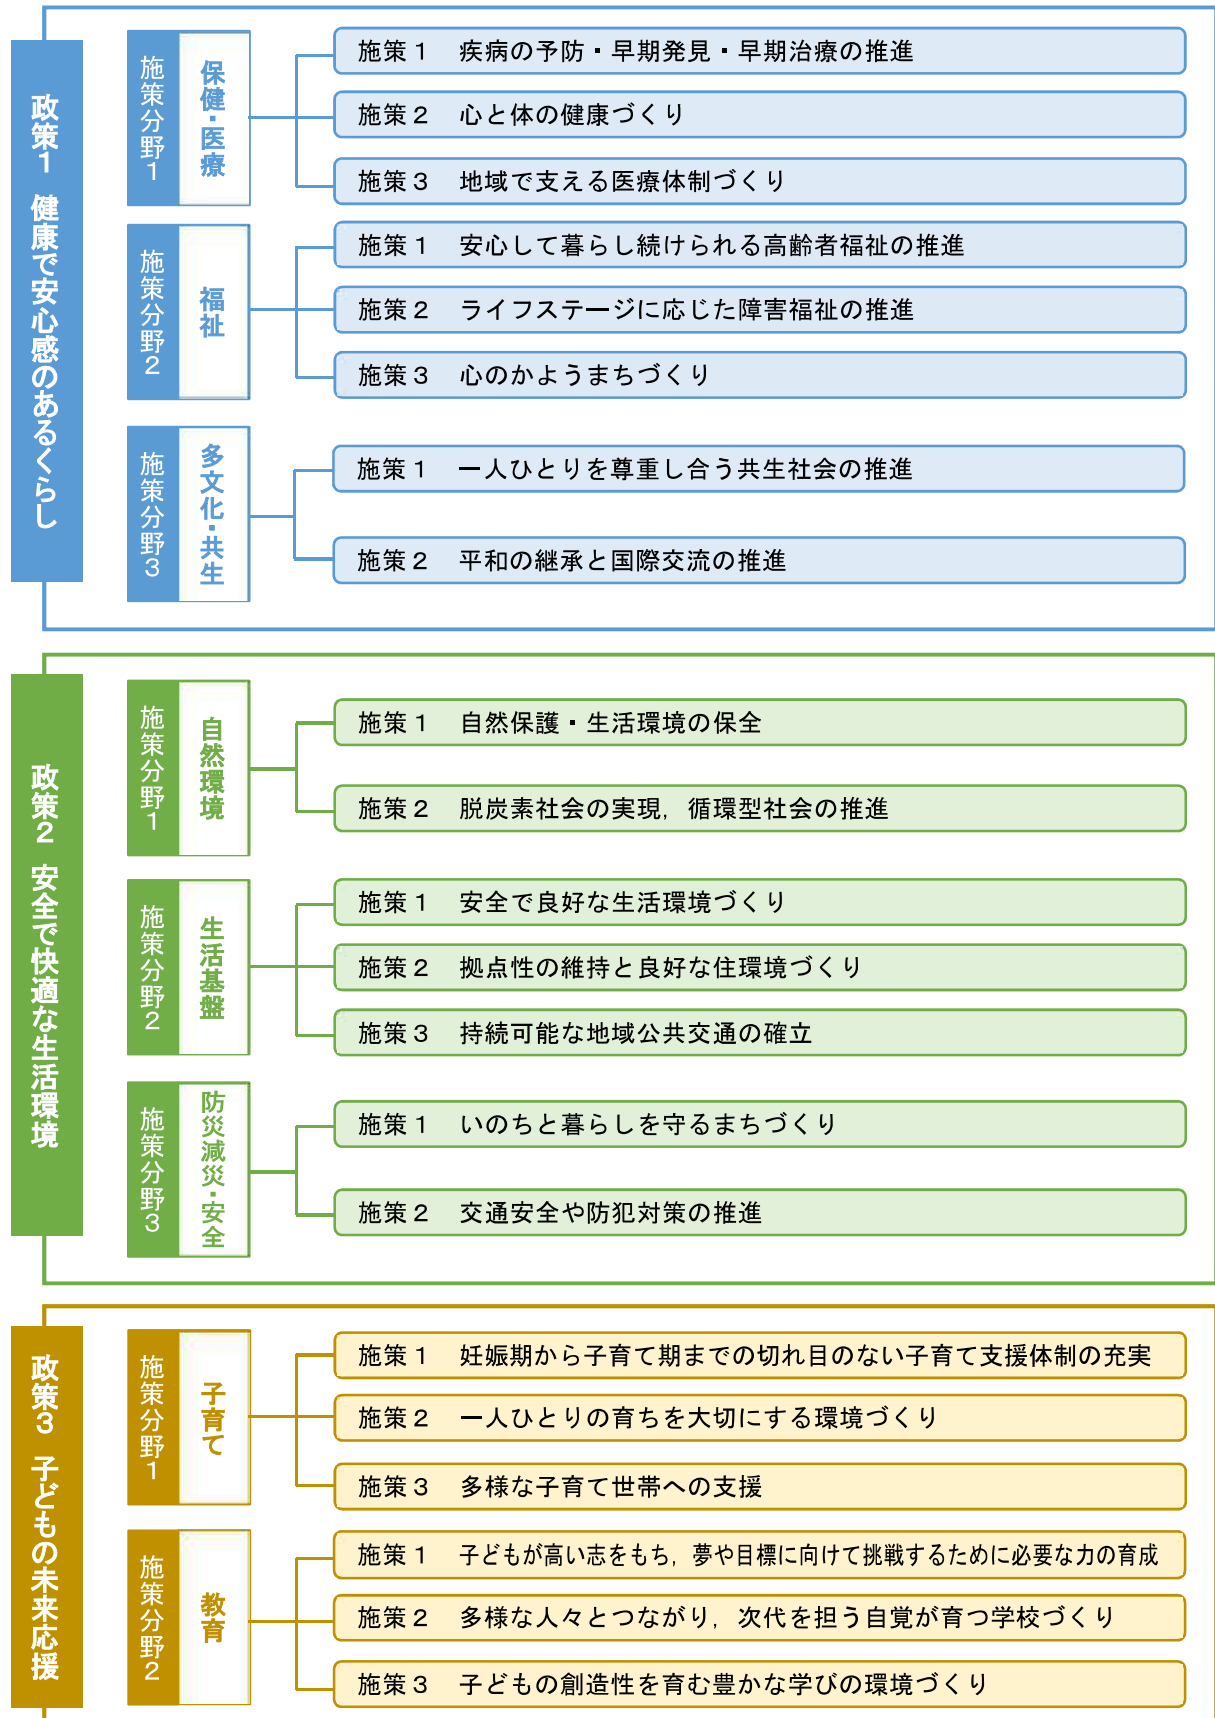 政策1 健康で安心感のあるくらし
施策分野1
保健・医療
施策1 疾病の予防・早期発見・早期治療の推進
施策2 心と体の健康づくり
施策3 地域で支える医療体制づくり
施策分野2
福祉
施策1 安心して暮らし続けられる高齢者福祉の推進
施策2 ライフステージに応じた障害福祉の推進
施策3 心のかようまちづくり
施策分野3
多文化・共生
施策1 一人ひとりを尊重し合う共生社会の推進
施策2 平和の継承と国際交流の推進
政策2 安全で快適な生活環境
施策分野1
自然環境
施策1 自然保護・生活環境の保全
施策2 脱炭素社会の実現，循環型社会の推進
施策分野2
生活基盤
施策1 安全で良好な生活環境づくり
施策2 拠点性の維持と良好な住環境づくり
施策3 持続可能な地域公共交通の確立
施策分野3
防災減災・安全
施策1 いのちと暮らしを守るまちづくり
施策2 交通安全や防犯対策の推進
政策3 子どもの未来応援
施策分野1
子育て
施策1 妊娠期から子育て期までの切れ目のない子育て支援体制の充実
施策2 一人ひとりの育ちを大切にする環境づくり
施策3 多様な子育て世帯への支援
施策分野2
教育
施策1 子どもが高い志をもち，夢や目標に向けて挑戦するために必要な力の育成
施策2 多様な人々とつながり，次代を担う自覚が育つ学校づくり
施策3 子どもの創造性を育む豊かな学びの環境づくり